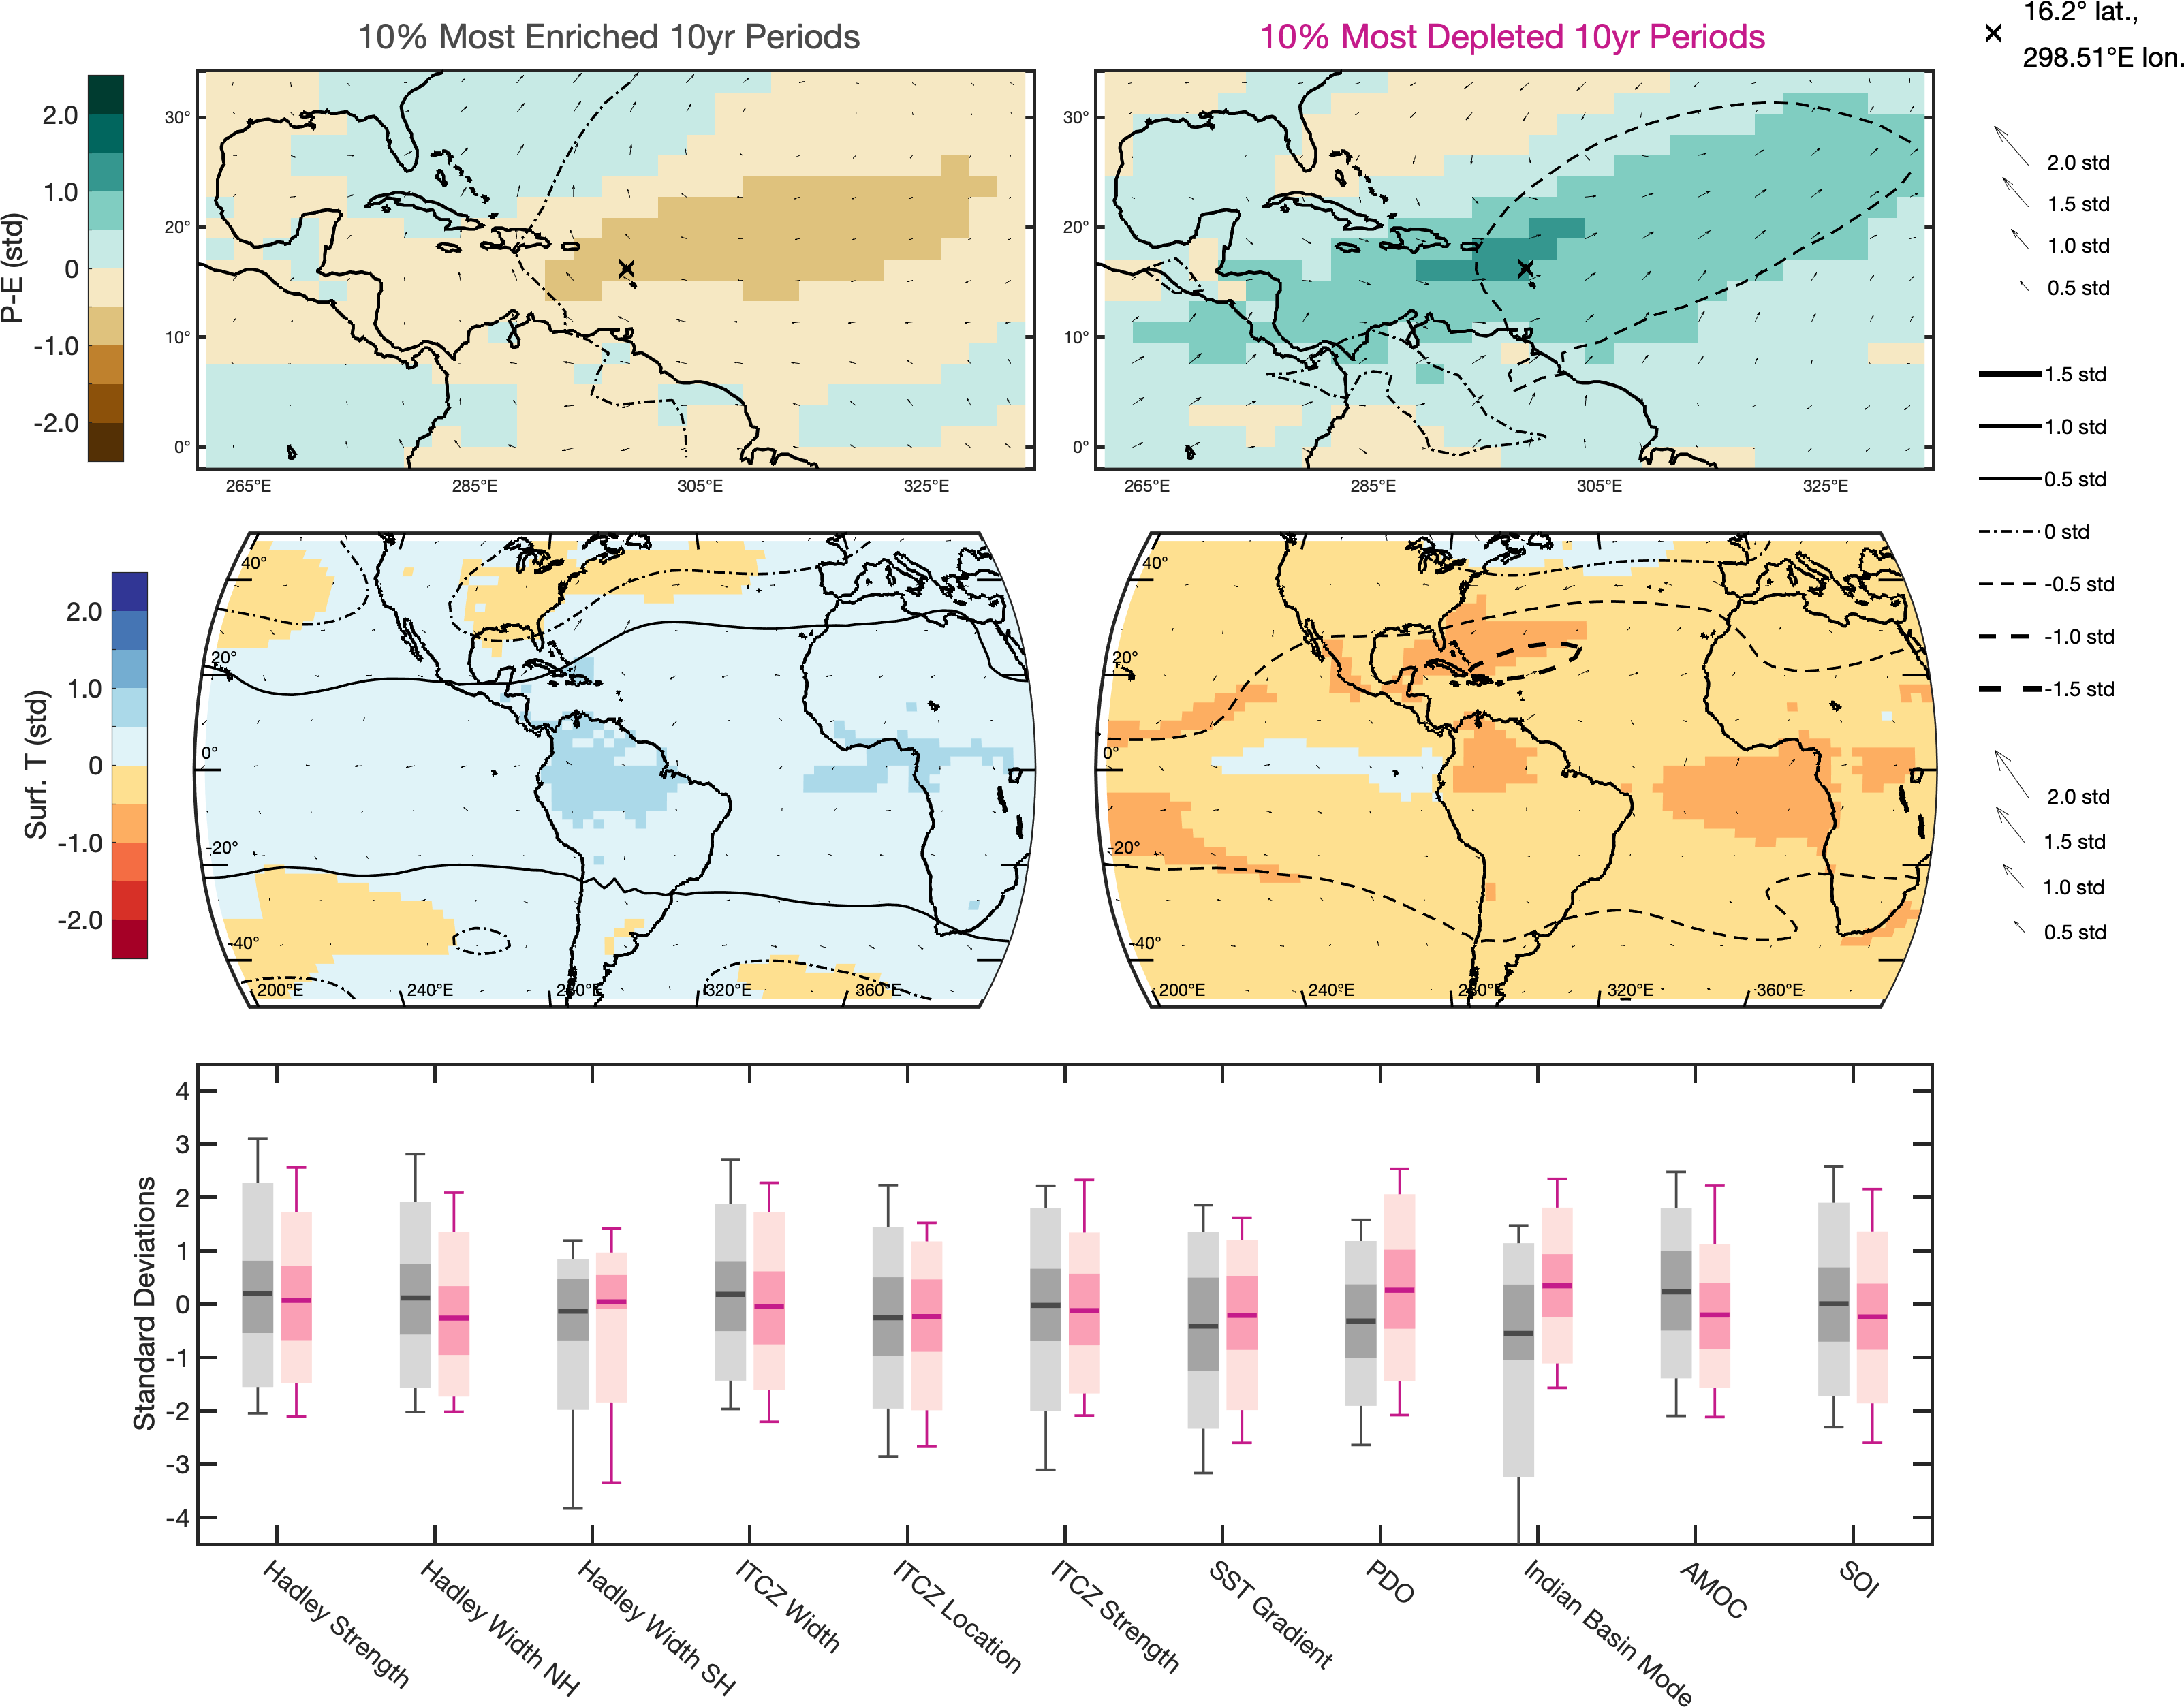 10% Most Enriched 10yr Periods
10% Most Depleted 10yr Periods
16.2° lat.,
298.51°E lon.
P-E (std)
2.0
1.0
0
-1.0
-2.0
30°
20°
10°
0°
265°E
285°E
305°E
325°E
30°
20°
10°
0°
265°E
285°E
305°E
325°E
2.0 std
1.5 std
1.0 std
0.5 std
1.5 std
1.0 std
0.5 std
0 std
-0.5 std
-1.0 std
-1.5 std
Surf. T (std)
2.0
1.0
0
-1.0
-2.0
40°
20°
0°
-20°
-40°
200°E
240°E
280°E
320°E
360°E
40°
20°
0°
-20°
-40°
200°E
240°E
280°E
320°E
360°E
2.0 std
1.5 std
1.0 std
0.5 std
Standard Deviations
4
3
2
1
0
-1
-2
-3
-4
Hadley Strength
Hadley Width NH
Hadley Width SH
ITCZ Width
ITCZ Location
ITCZ Strength
SST Gradient
PDO
Indian Basin Mode
AMOC
SOI